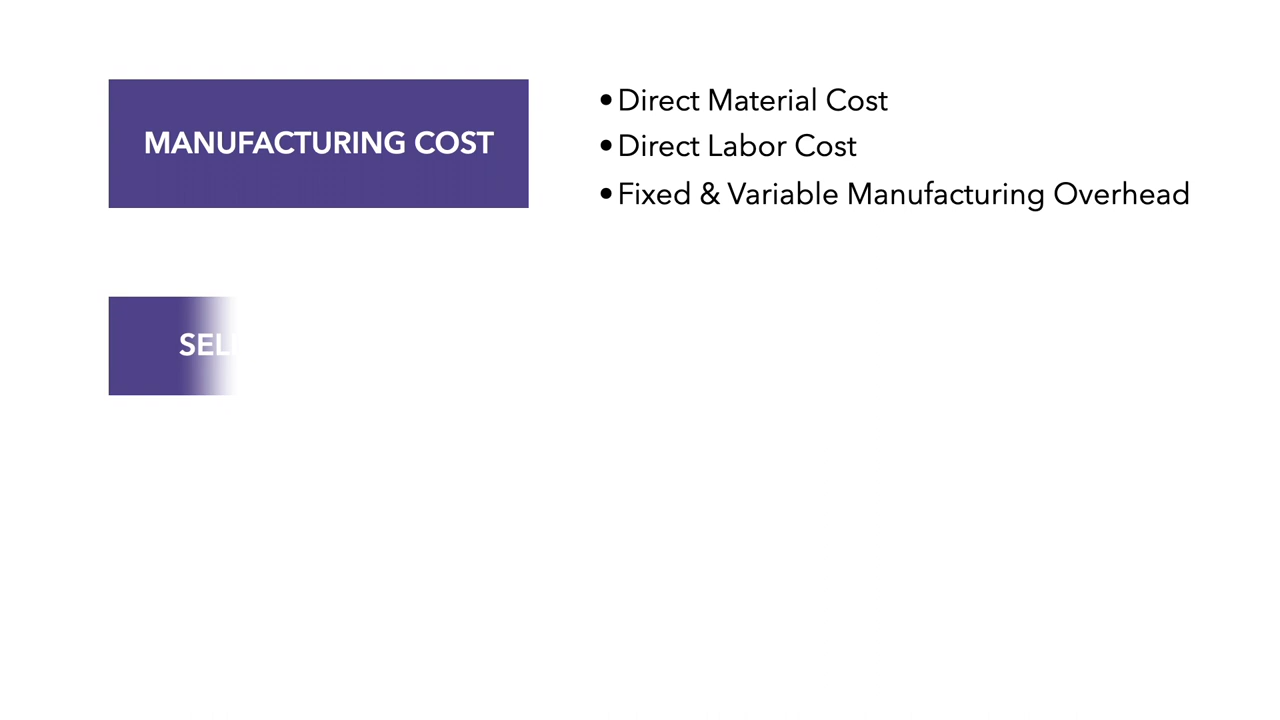 MANUFACTURING COST
•Direct Material Cost
•Direct Labor Cost
•Fixed & Variable Manufacturing Overhead